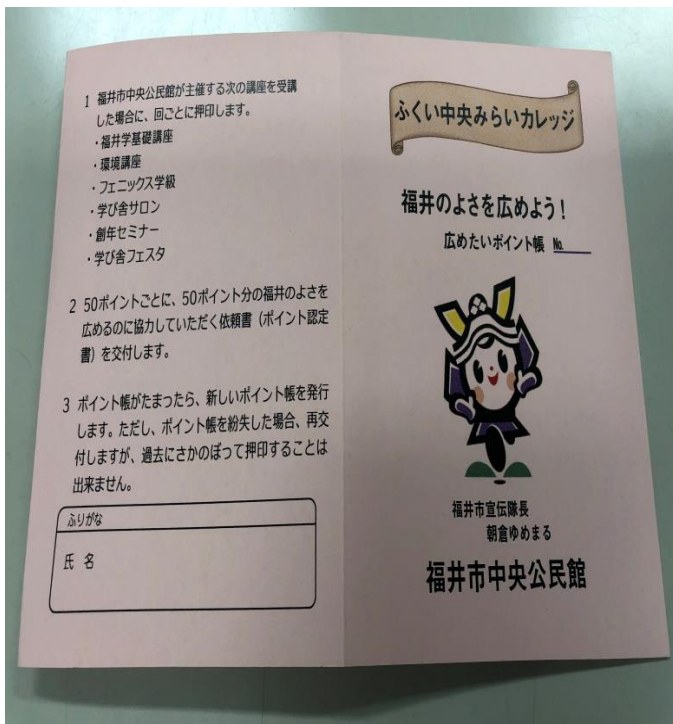 1 福井市中央公民館が主催する次の講座を受講
した場合に、回ごとに押印します。
・福井学基礎講座
・環境講座
・フェニックス学級
・学び舎サロン
・創年セミナー
・学び舎フェスタ
2 50ポイントごとに、50ポイント分の福井のよさを
広めるのに協力していただく依頼書（ポイント認定
書）を交付します。
3 ポイント帳がたまったら、新しいポイント帳を発行
します。ただし、ポイント帳を紛失した場合、再交
付しますが、過去にさかのぼって押印することは
出来ません。
ふりがな
氏 名
ふくい中央みらいカレッジ
福井のよさを広めよう！
広めたいポイント帳 №
福井市宣伝隊長
朝倉ゆめまる
福井市中央公民館